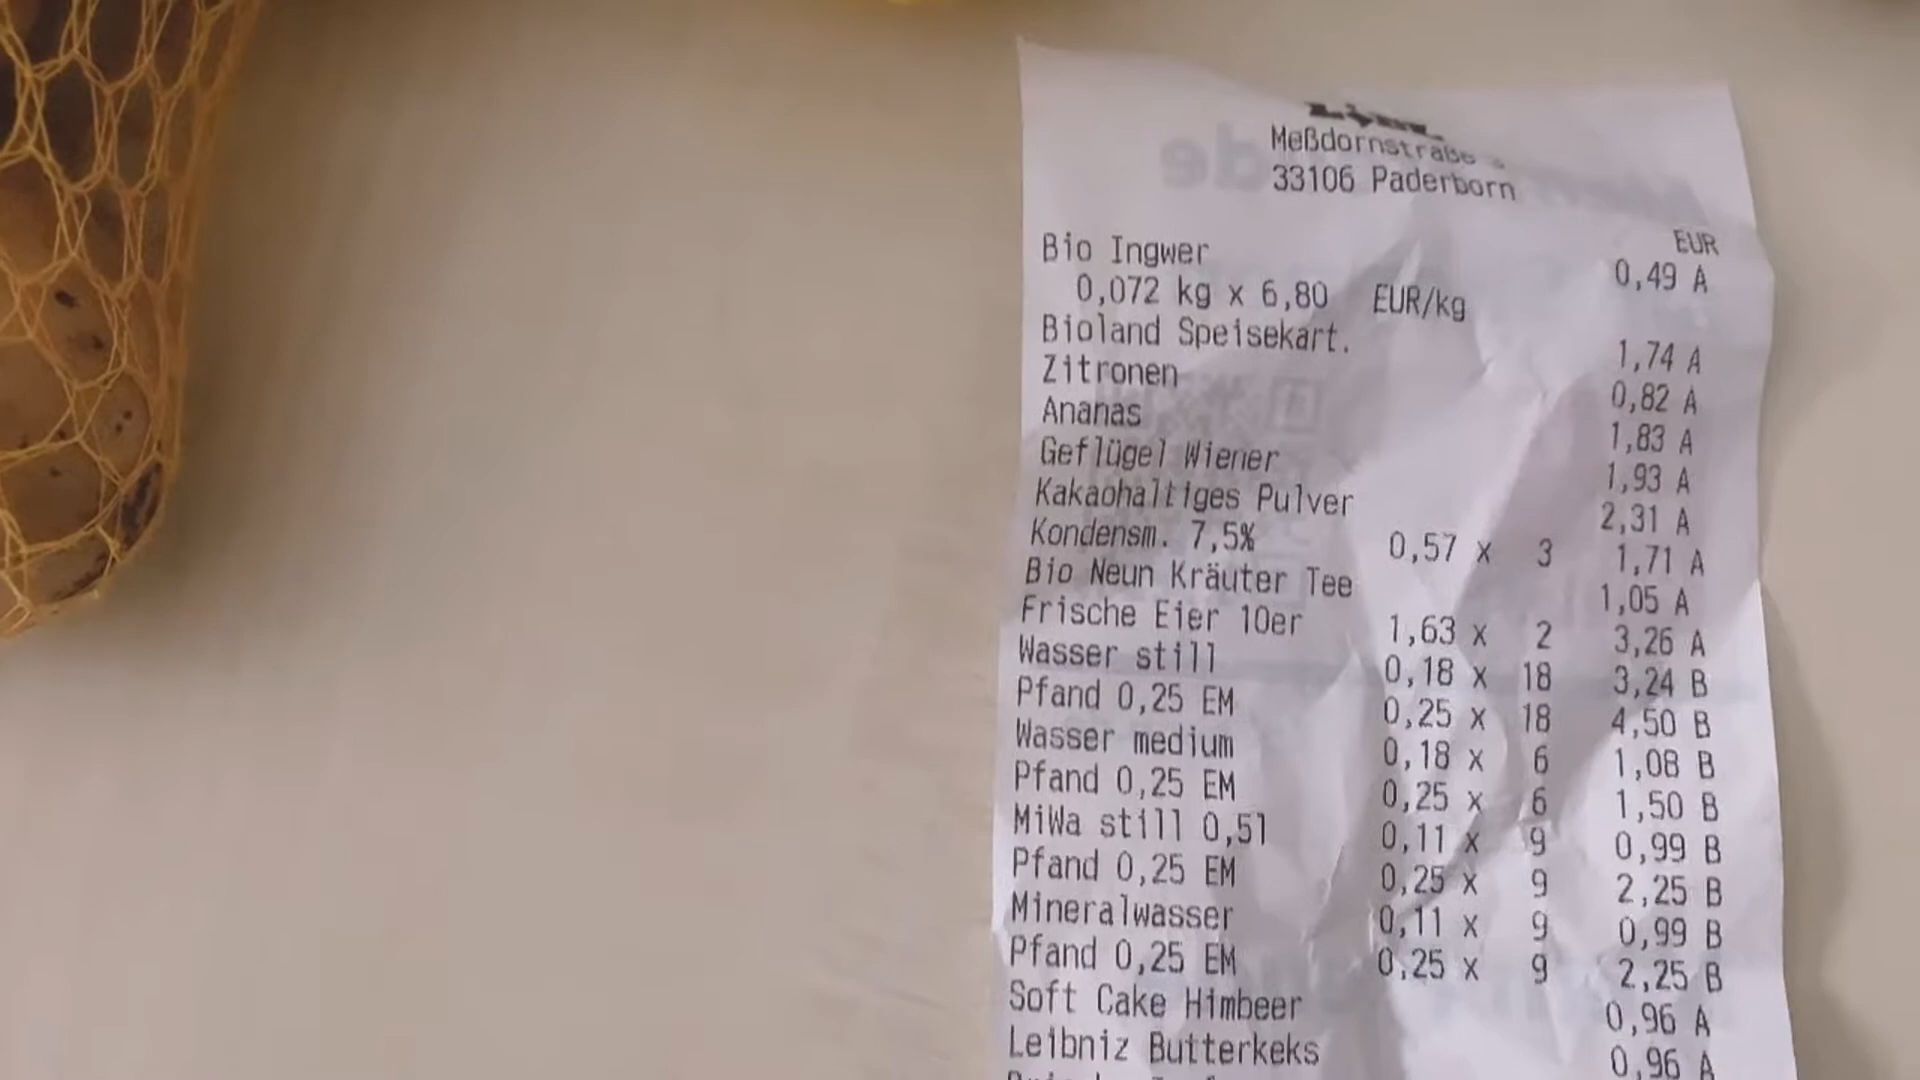 LIDL
Meßdornstraße
33106 Paderborn
EUR
Bio Ingwer 0,49 A
0,072 kg x 6,80 EUR/kg
Bioland Speisekart. 1,74 A
Zitronen 0,82 A
Ananas 1,83 A
Geflügel Wiener 1,93 A
Kakaohaltiges Pulver 2,31 A
Kondensm. 7,5% 0,57 x 3 1,71 A
Bio Neun Kräuter Tee 1,05 A
Frische Eier 10er 1,63 x 2 3,26 A
Wasser still 0,18 x 18 3,24 B
Pfand 0,25 EM 0,25 x 18 4,50 B
Wasser medium 0,18 x 6 1,08 B
Pfand 0,25 EM 0,25 x 6 1,50 B
MiWa still 0,5l 0,11 x 9 0,99 B
Pfand 0,25 EM 0,25 x 9 2,25 B
Mineralwasser 0,11 x 9 0,99 B
Pfand 0,25 EM 0,25 x 9 2,25 B
Soft Cake Himbeer 0,96 A
Leibniz Butterkeks 0,96 A